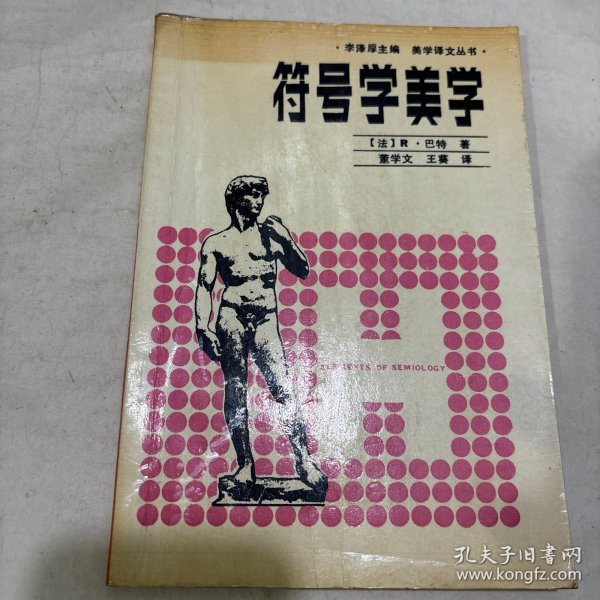 ·李泽厚主编 美学译文丛书·
符号学美学
[法]R·巴特 著
董学文 王葵 译
ELEMENTS OF SEMIOLOGY
孔夫子旧书网
www.kongfz.com